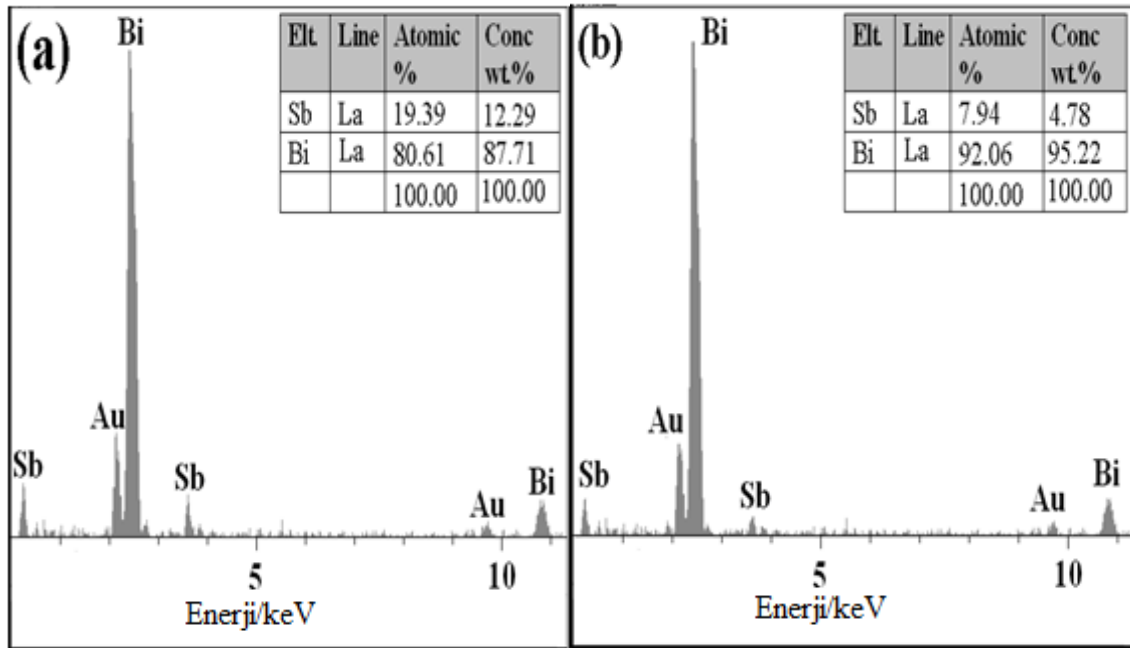 (a)
Bi
Elt. Line Atomic % Conc wt.%
Sb La 19.39 12.29
Bi La 80.61 87.71
100.00 100.00
Au
Sb
Sb
Au
Bi
5 10
Enerji/keV
(b)
Bi
Elt. Line Atomic % Conc wt.%
Sb La 7.94 4.78
Bi La 92.06 95.22
100.00 100.00
Au
Sb
Sb
Au
Bi
5 10
Enerji/keV